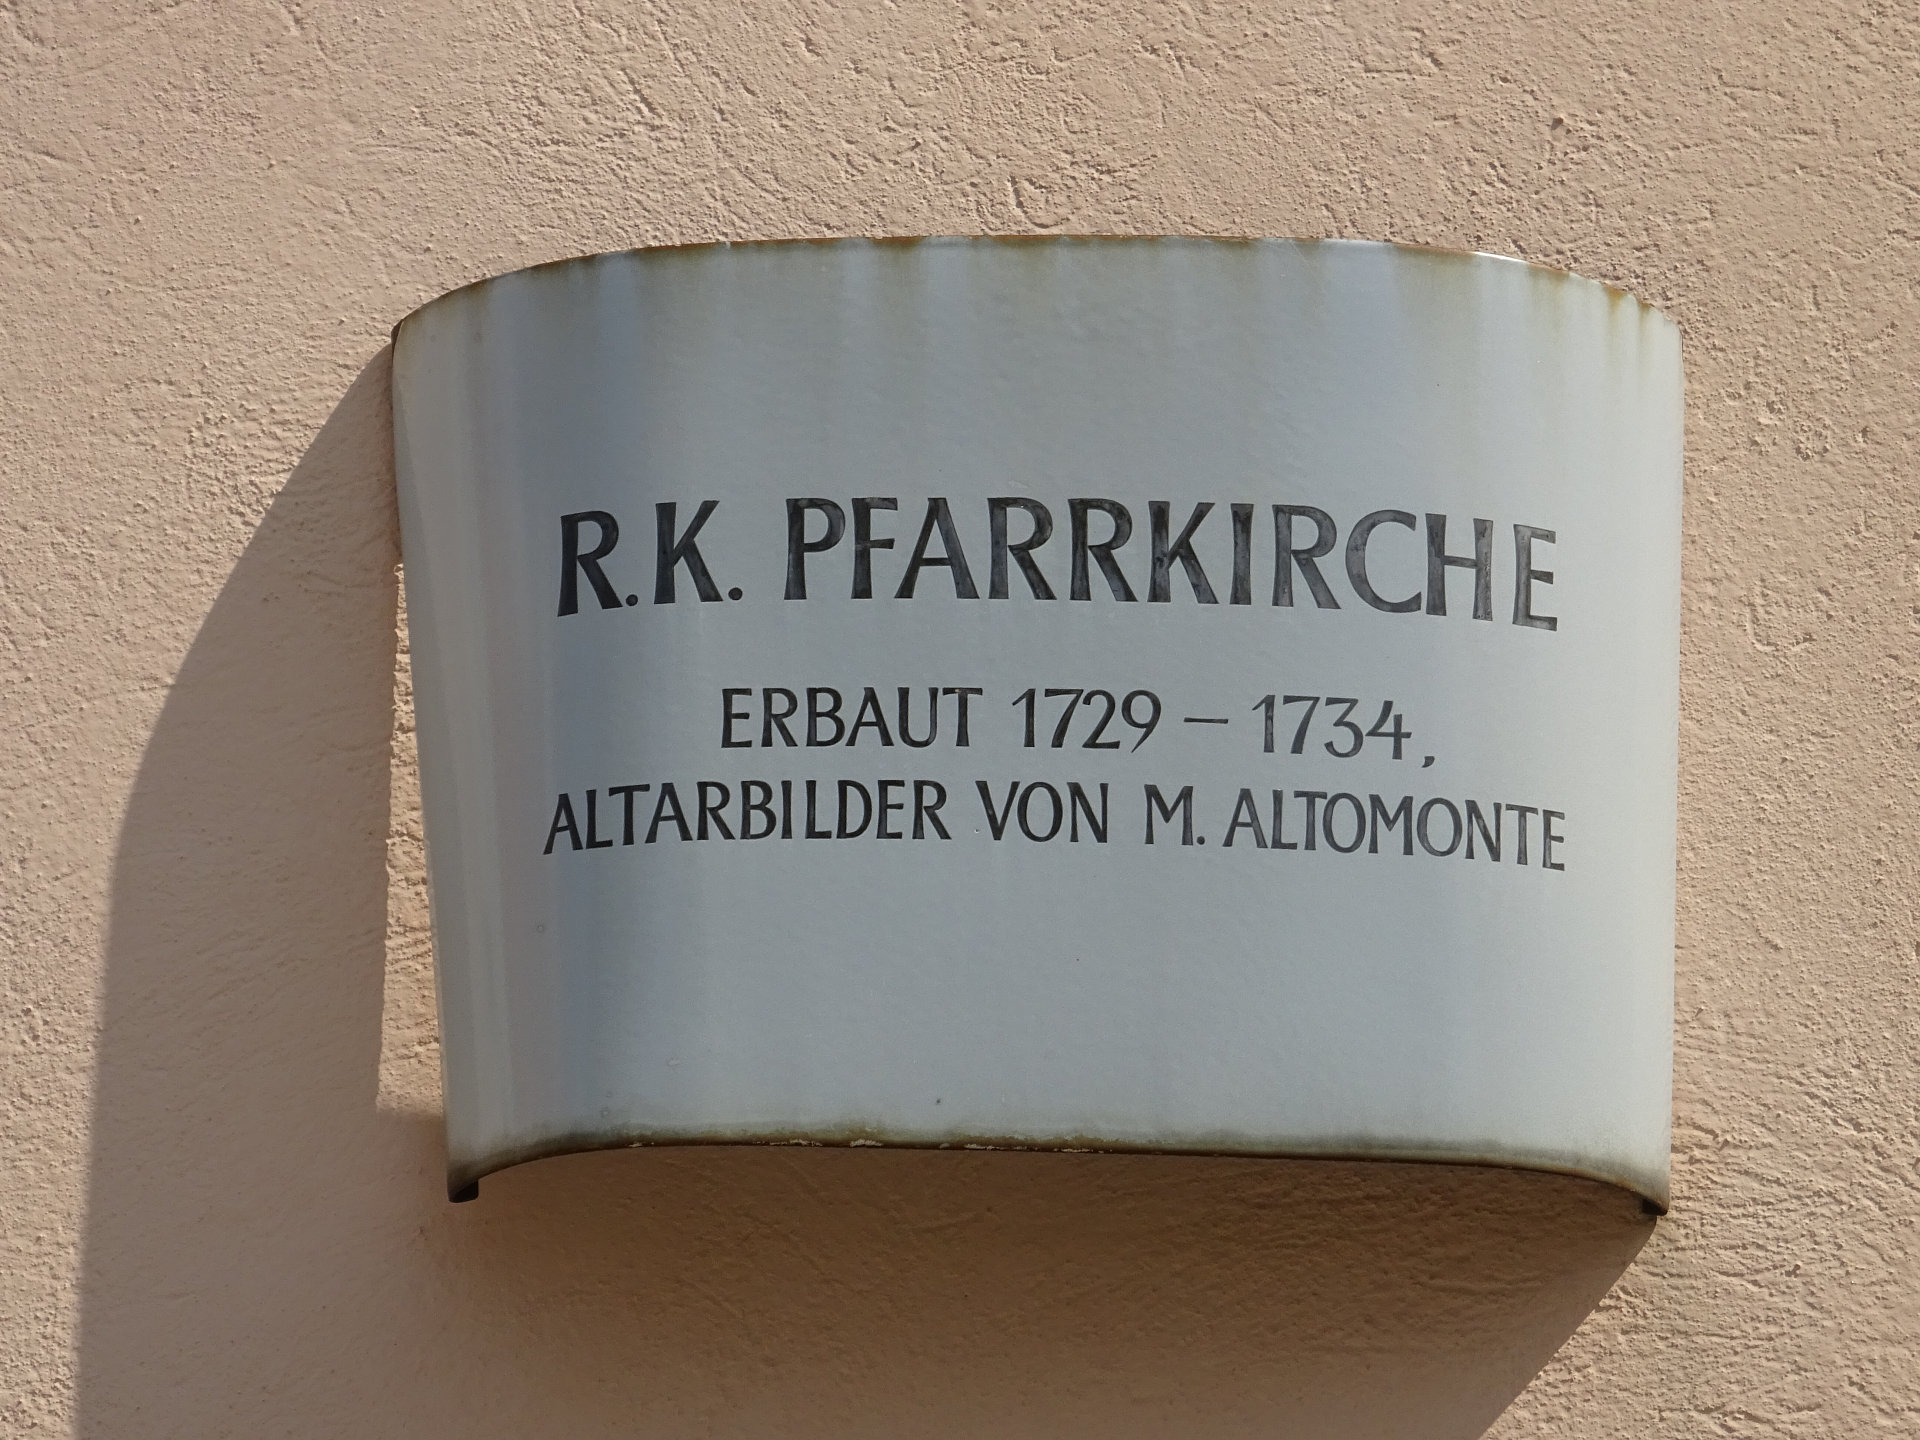 R.K. PFARRKIRCHE
ERBAUT 1729 – 1734,
ALTARBILDER VON M. ALTOMONTE